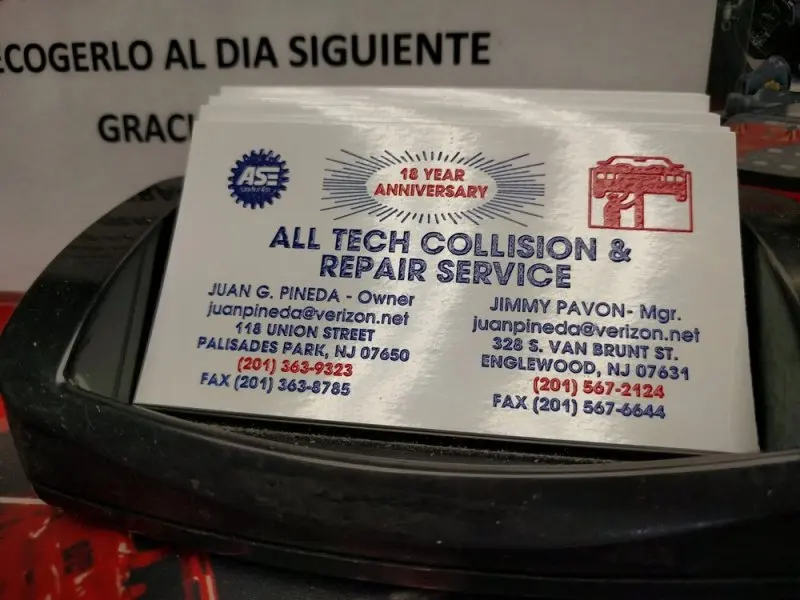 ECOGERLO AL DIA SIGUIENTE
GRACI
ASE
18 YEAR
ANNIVERSARY
ALL TECH COLLISION &
REPAIR SERVICE
JUAN G. PINEDA - Owner
juanpineda@verizon.net
118 UNION STREET
PALISADES PARK, NJ 07650
(201) 363-9323
FAX (201) 363-8785
JIMMY PAVON- Mgr.
juanpineda@verizon.net
328 S. VAN BRUNT ST.
ENGLEWOOD, NJ 07631
(201) 567-2124
FAX (201) 567-6644